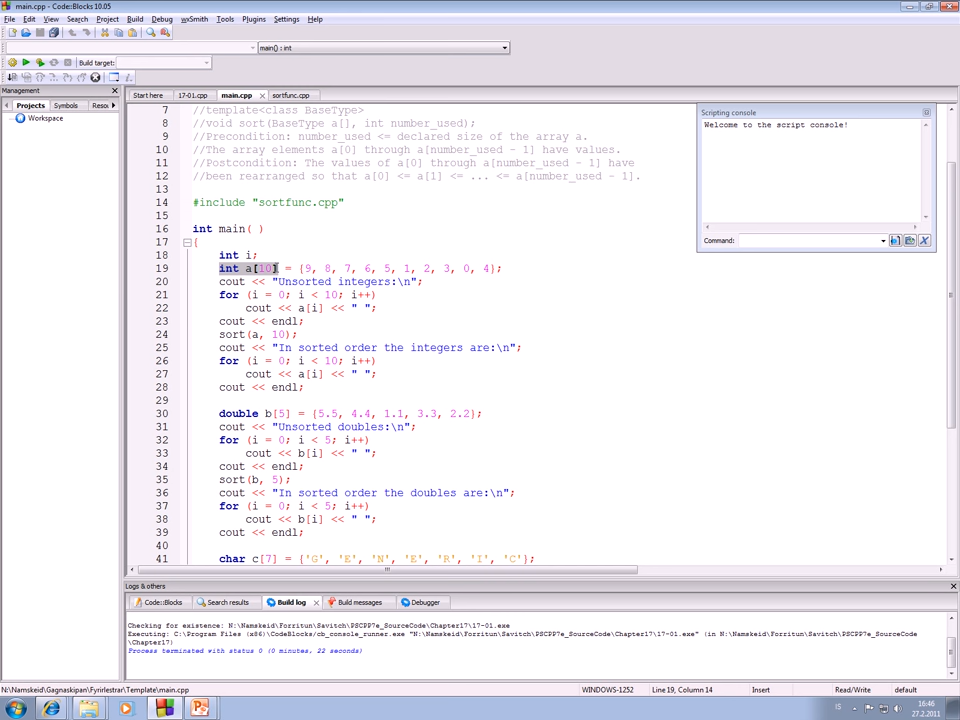 main.cpp - Code::Blocks 10.05
File Edit View Search Project Build Debug wxSmith Tools Plugins Settings Help
main() : int
Build target:
Management
Projects Symbols Resou
Workspace
Start here 17-01.cpp main.cpp sortfunc.cpp
7 //template<class BaseType>
8 //void sort(BaseType a[], int number_used);
9 //Precondition: number_used <= declared size of the array a.
10 //The array elements a[0] through a[number_used - 1] have values.
11 //Postcondition: The values of a[0] through a[number_used - 1] have
12 //been rearranged so that a[0] <= a[1] <= ... <= a[number_used - 1].
13
14 #include "sortfunc.cpp"
15
16 int main( )
17 {
18 int i;
19 int a[10] = {9, 8, 7, 6, 5, 1, 2, 3, 0, 4};
20 cout << "Unsorted integers:\n";
21 for (i = 0; i < 10; i++)
22 cout << a[i] << " ";
23 cout << endl;
24 sort(a, 10);
25 cout << "In sorted order the integers are:\n";
26 for (i = 0; i < 10; i++)
27 cout << a[i] << " ";
28 cout << endl;
29
30 double b[5] = {5.5, 4.4, 1.1, 3.3, 2.2};
31 cout << "Unsorted doubles:\n";
32 for (i = 0; i < 5; i++)
33 cout << b[i] << " ";
34 cout << endl;
35 sort(b, 5);
36 cout << "In sorted order the doubles are:\n";
37 for (i = 0; i < 5; i++)
38 cout << b[i] << " ";
39 cout << endl;
40
41 char c[7] = {'G', 'E', 'N', 'E', 'R', 'I', 'C'};
Scripting console
Welcome to the script console!
Command:
Logs & others
Code::Blocks Search results Build log Build messages Debugger
Checking for existence: N:\Namskeid\Forritun\Savitch\PSCPP7e_SourceCode\Chapter17\17-01.exe
Executing: C:\Program Files (x86)\CodeBlocks/cb_console_runner.exe "N:\Namskeid\Forritun\Savitch\PSCPP7e_SourceCode\Chapter17\17-01.exe" (in N:\Namskeid\Forritun\Savitch\PSCPP7e_SourceCode
\Chapter17)
Process terminated with status 0 (0 minutes, 22 seconds)
N:\Namskeid\Gagnaskipan\Fyrirlestrar\Template\main.cpp WINDOWS-1252 Line 19, Column 14 Insert Read/Write default
IS 16:46
27.2.2011